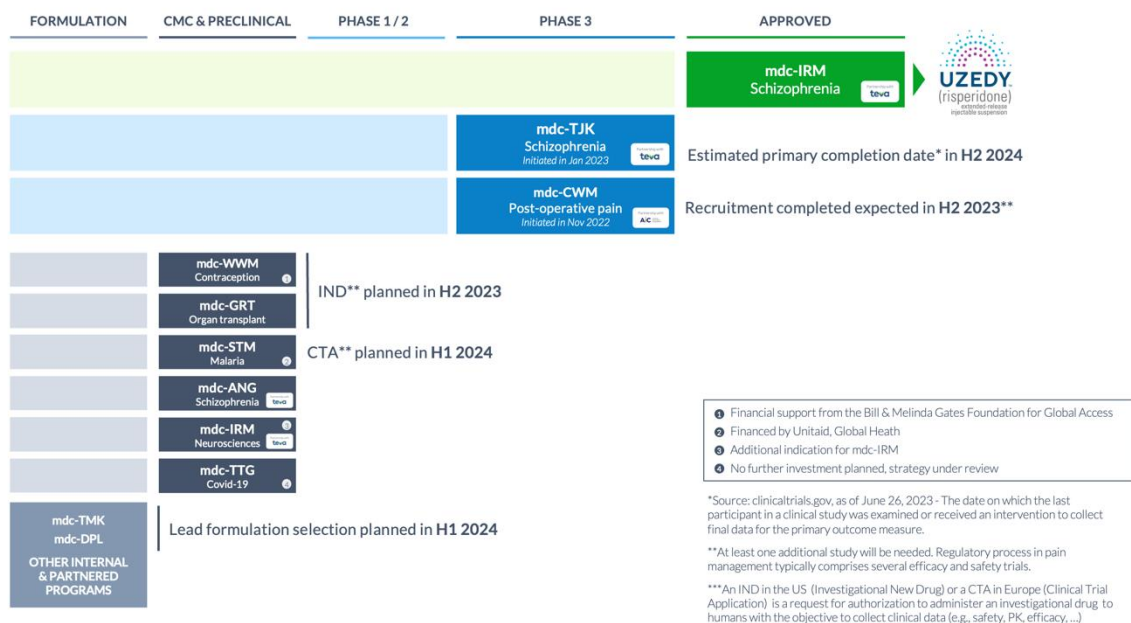 FORMULATION
CMC & PRECLINICAL
PHASE 1 / 2
PHASE 3
APPROVED
mdc-IRM
Schizophrenia
teva
UZEDY™
(risperidone)
extended-release
injectable suspension
mdc-TJK
Schizophrenia
Initiated in Jan 2023
teva
Estimated primary completion date* in H2 2024
mdc-CWM
Post-operative pain
Initiated in Nov 2022
AIC
Recruitment completed expected in H2 2023**
mdc-WWM
Contraception
1
mdc-GRT
Organ transplant
IND** planned in H2 2023
mdc-STM
Malaria
2
CTA** planned in H1 2024
mdc-ANG
Schizophrenia
teva
mdc-IRM
3
Neurosciences
teva
mdc-TTG
Covid-19
4
mdc-TMK
mdc-DPL
OTHER INTERNAL
& PARTNERED
PROGRAMS
Lead formulation selection planned in H1 2024
1 Financial support from the Bill & Melinda Gates Foundation for Global Access
2 Financed by Unitaid, Global Heath
3 Additional indication for mdc-IRM
4 No further investment planned, strategy under review
*Source: clinicaltrials.gov, as of June 26, 2023 - The date on which the last
participant in a clinical study was examined or received an intervention to collect
final data for the primary outcome measure.
**At least one additional study will be needed. Regulatory process in pain
management typically comprises several efficacy and safety trials.
***An IND in the US (Investigational New Drug) or a CTA in Europe (Clinical Trial
Application) is a request for authorization to administer an investigational drug to
humans with the objective to collect clinical data (e.g., safety, PK, efficacy, ...)